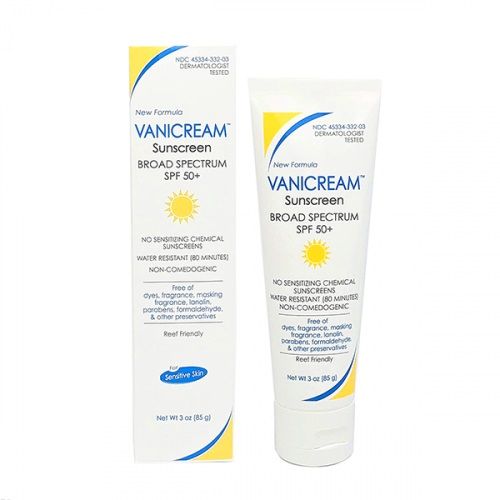 NDC 45334-332-03
DERMATOLOGIST
TESTED
New Formula
VANICREAM™
Sunscreen
BROAD SPECTRUM
SPF 50+
NO SENSITIZING CHEMICAL
SUNSCREENS
WATER RESISTANT (80 MINUTES)
NON-COMEDOGENIC
Free of
dyes, fragrance, masking
fragrance, lanolin,
parabens, formaldehyde,
& other preservatives
Reef Friendly
For
Sensitive Skin
Net Wt 3 oz (85 g)
NDC 45334-332-03
DERMATOLOGIST
TESTED
New Formula
VANICREAM™
Sunscreen
BROAD SPECTRUM
SPF 50+
NO SENSITIZING CHEMICAL
SUNSCREENS
WATER RESISTANT (80 MINUTES)
NON-COMEDOGENIC
Free of
dyes, fragrance, masking
fragrance, lanolin,
parabens, formaldehyde,
& other preservatives
Reef Friendly
Net Wt 3 oz (85 g)